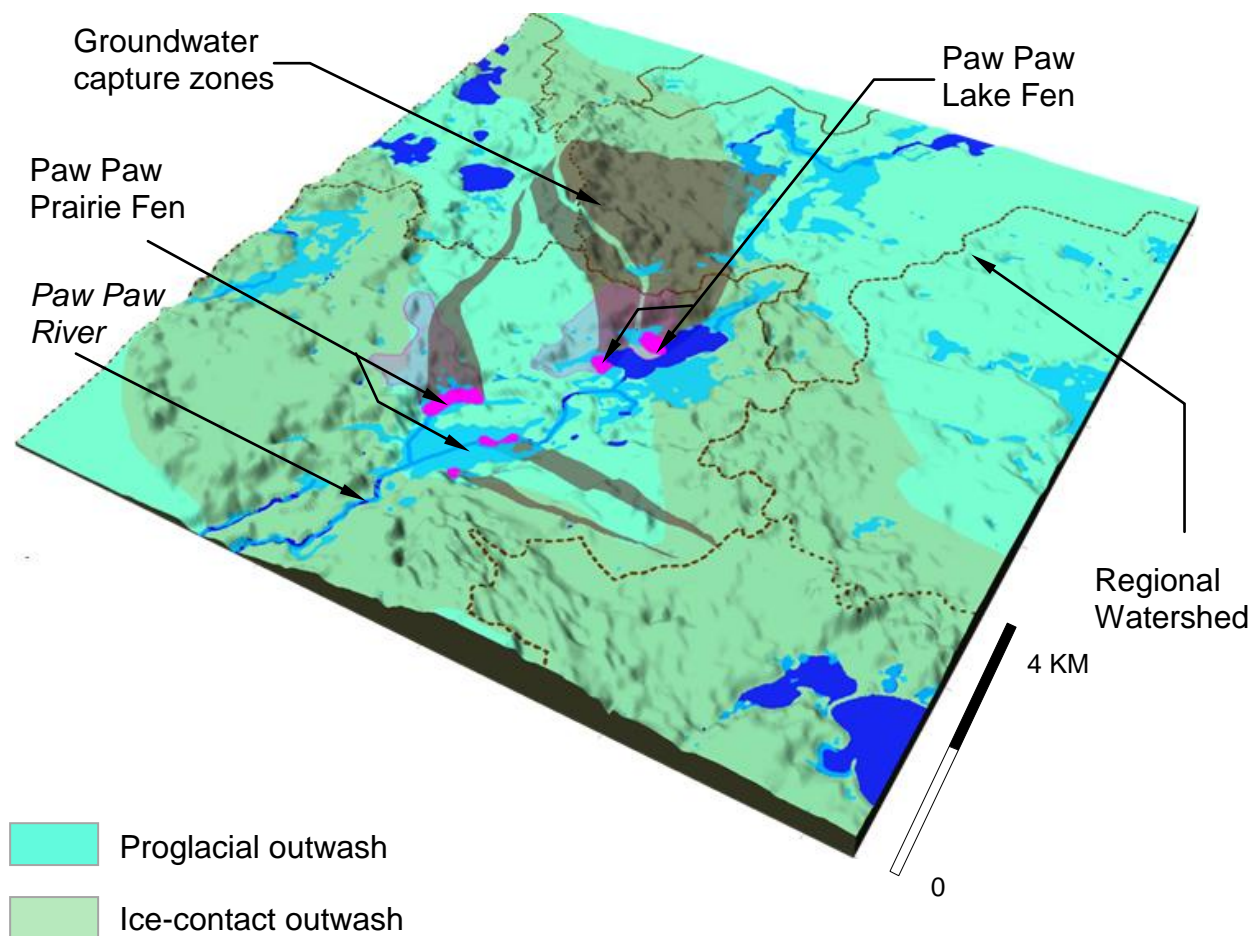 Groundwater
capture zones
Paw Paw
Lake Fen
Paw Paw
Prairie Fen
Paw Paw
River
Regional
Watershed
4 KM
0
Proglacial outwash
Ice-contact outwash